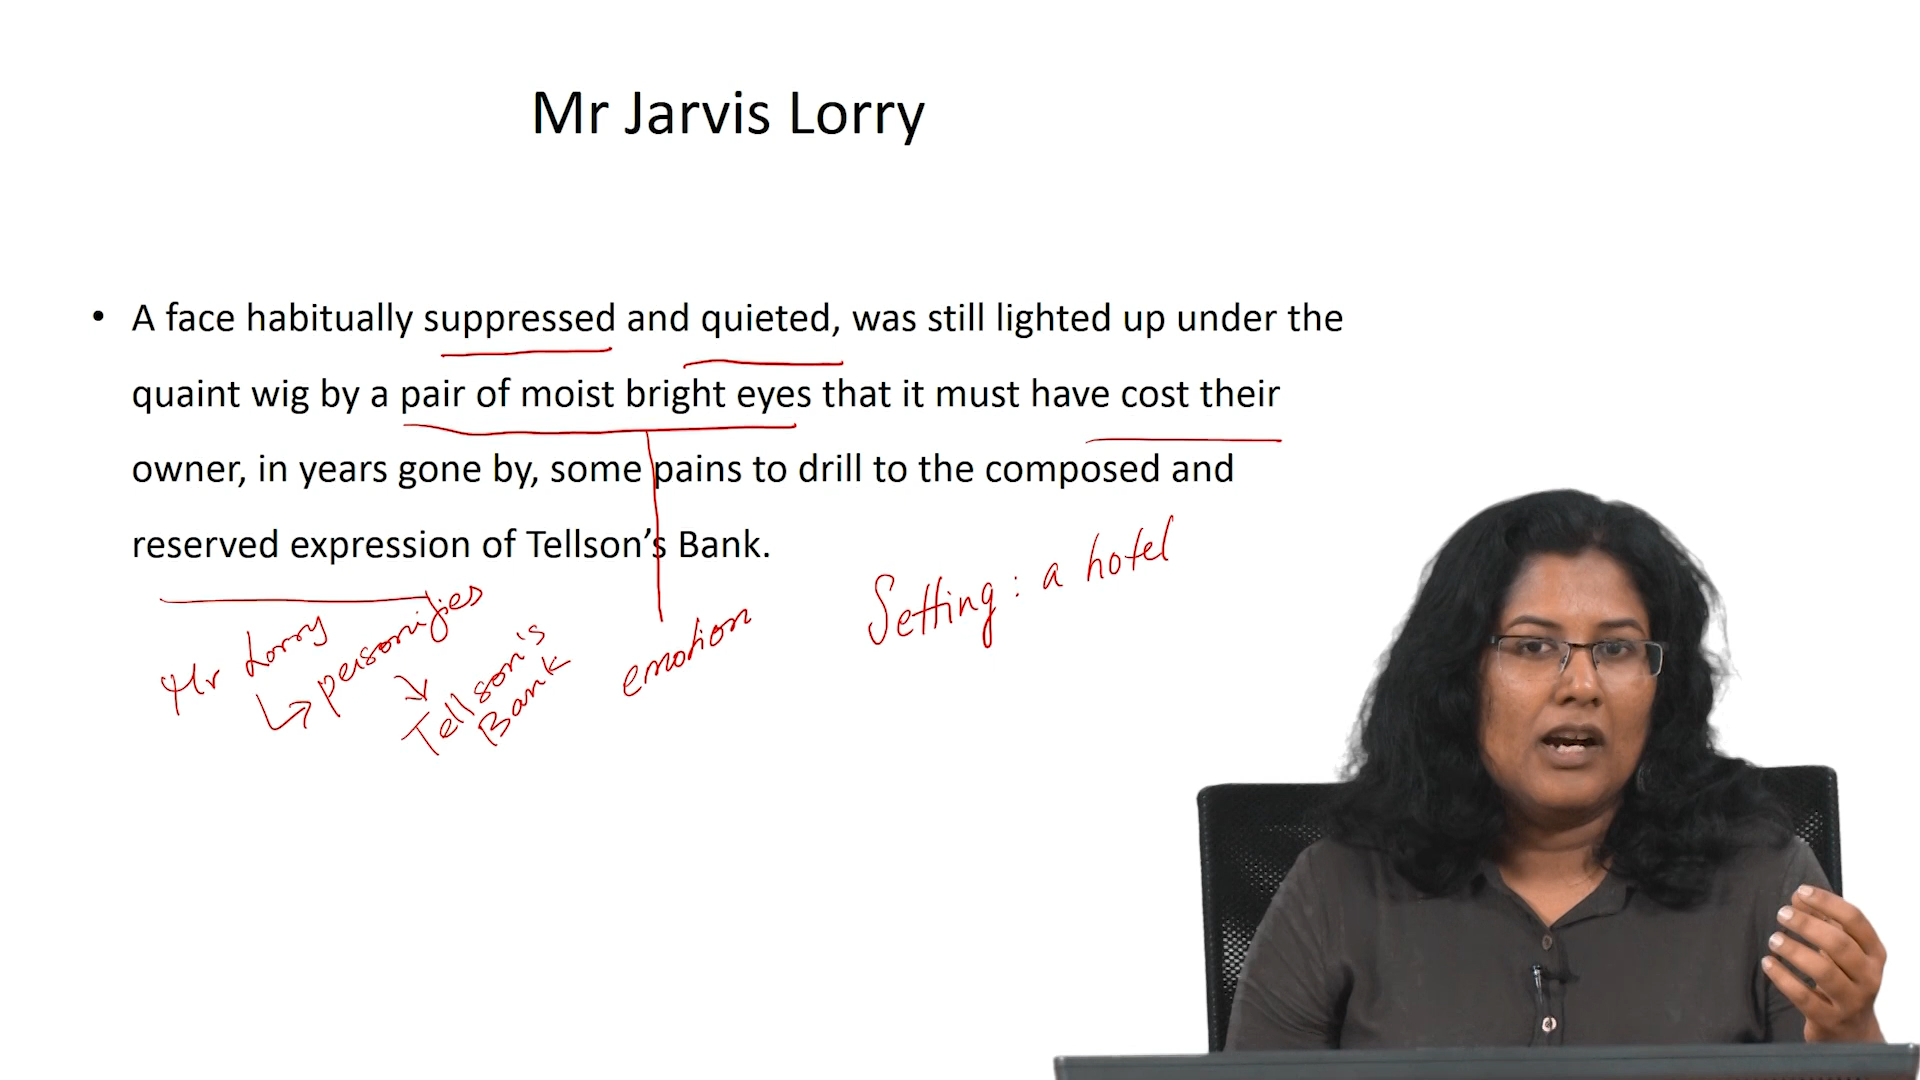 Mr Jarvis Lorry
• A face habitually suppressed and quieted, was still lighted up under the
quaint wig by a pair of moist bright eyes that it must have cost their
owner, in years gone by, some pains to drill to the composed and
reserved expression of Tellson’s Bank.
Setting: a hotel
Mr Lorry
personifies
Tellson's
Bank
emotion